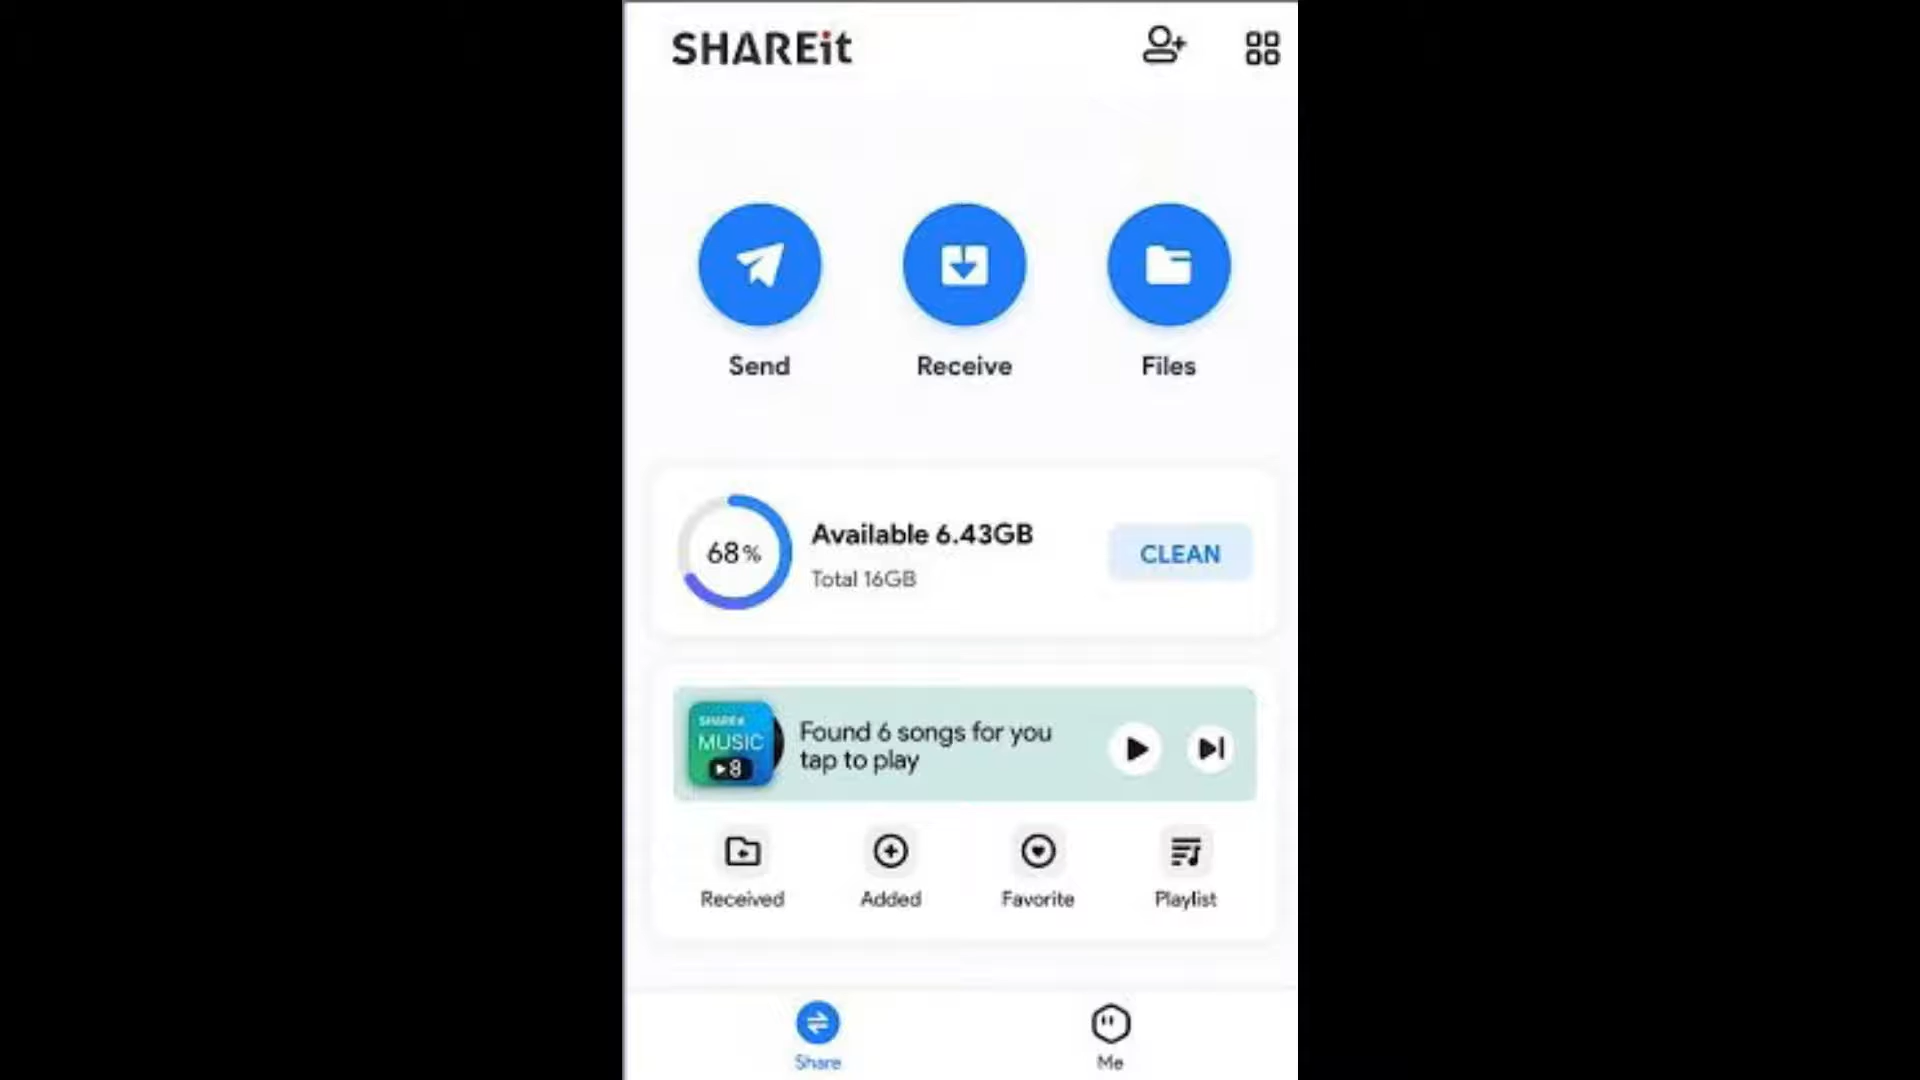 SHAREit
Send
Receive
Files
68%
Available 6.43GB
Total 16GB
CLEAN
SHAREit
MUSIC
8
Found 6 songs for you
tap to play
Received
Added
Favorite
Playlist
Share
Me